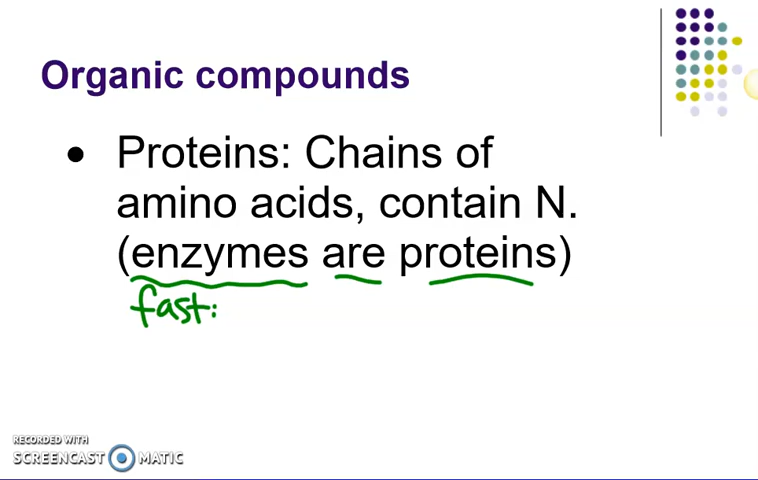 Organic compounds
• Proteins: Chains of
amino acids, contain N.
(enzymes are proteins)
fast:
RECORDED WITH
SCREENCAST MATIC